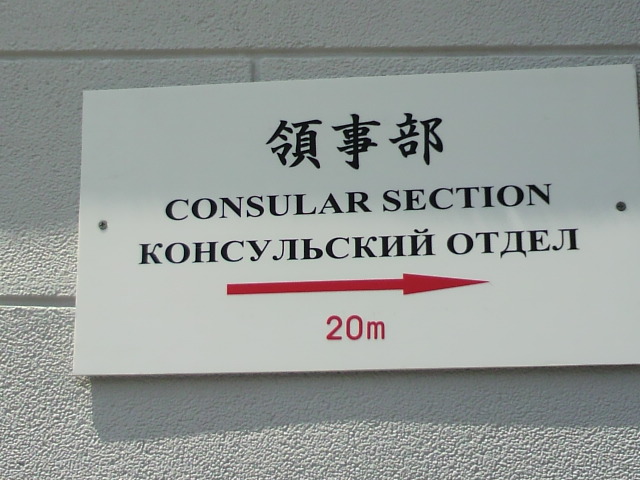 領事部
CONSULAR SECTION
КОНСУЛЬСКИЙ ОТДЕЛ
20m